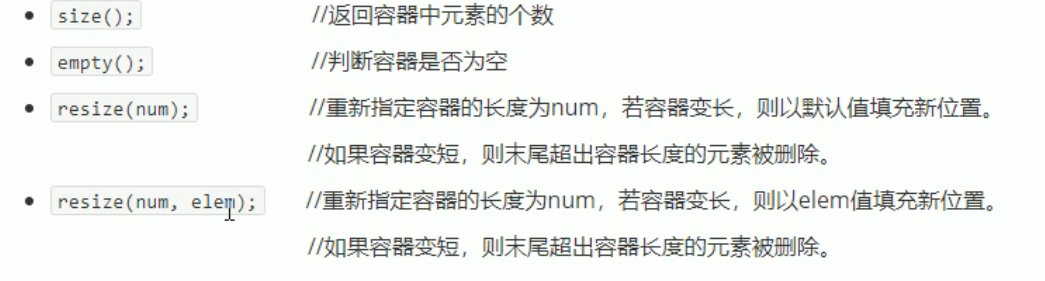 size(); //返回容器中元素的个数
empty(); //判断容器是否为空
resize(num); //重新指定容器的长度为num，若容器变长，则以默认值填充新位置。
//如果容器变短，则末尾超出容器长度的元素被删除。
resize(num, elem); //重新指定容器的长度为num，若容器变长，则以elem值填充新位置。
//如果容器变短，则末尾超出容器长度的元素被删除。